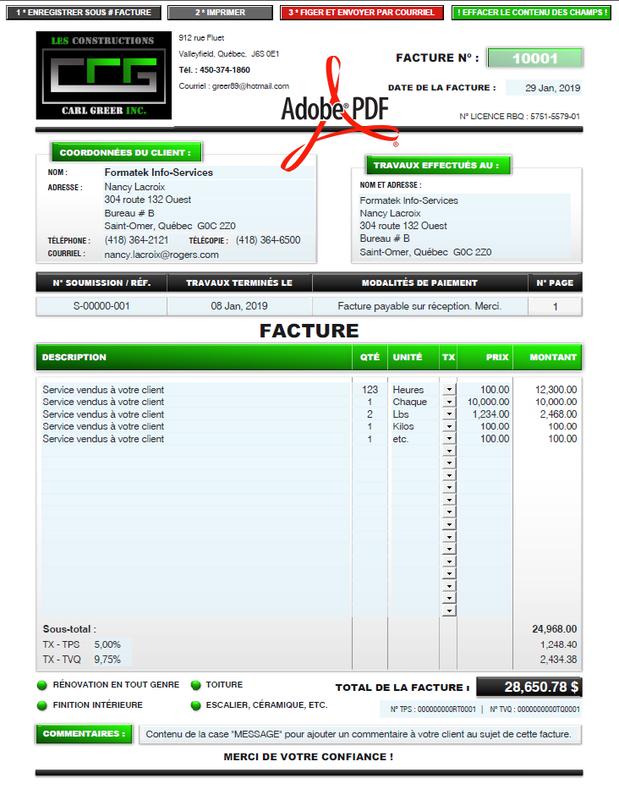 1 * ENREGISTRER SOUS # FACTURE
2 * IMPRIMER
3 * FIGER ET ENVOYER PAR COURRIEL
! EFFACER LE CONTENU DES CHAMPS !
LES CONSTRUCTIONS
CRG
CARL GREER INC.
912 rue Fluet
Valleyfield, Québec, J6S 0E1
Tél. : 450-374-1860
Courriel : greer89@hotmail.com
Adobe® PDF
®
FACTURE N° :
10001
DATE DE LA FACTURE :
29 Jan, 2019
N° LICENCE RBQ : 5751-5579-01
COORDONNÉES DU CLIENT :
NOM : Formatek Info-Services
ADRESSE : Nancy Lacroix
304 route 132 Ouest
Bureau # B
Saint-Omer, Québec G0C 2Z0
TÉLÉPHONE : (418) 364-2121 TÉLÉCOPIE : (418) 364-6500
COURRIEL : nancy.lacroix@rogers.com
TRAVAUX EFFECTUÉS AU :
NOM ET ADRESSE :
Formatek Info-Services
Nancy Lacroix
304 route 132 Ouest
Bureau # B
Saint-Omer, Québec G0C 2Z0
N° SOUMISSION / RÉF. TRAVAUX TERMINÉS LE MODALITÉS DE PAIEMENT N° PAGE
S-00000-001 08 Jan, 2019 Facture payable sur réception. Merci. 1
FACTURE
DESCRIPTION QTÉ UNITÉ TX PRIX MONTANT
Service vendus à votre client 123 Heures 100.00 12,300.00
Service vendus à votre client 1 Chaque 10,000.00 10,000.00
Service vendus à votre client 2 Lbs 1,234.00 2,468.00
Service vendus à votre client 1 Kilos 100.00 100.00
Service vendus à votre client 1 etc. 100.00 100.00
Sous-total : 24,968.00
TX - TPS 5,00% 1,248.40
TX - TVQ 9,75% 2,434.38
RÉNOVATION EN TOUT GENRE
TOITURE
FINITION INTÉRIEURE
ESCALIER, CÉRAMIQUE, ETC.
TOTAL DE LA FACTURE : 28,650.78 $
N° TPS : 000000000RT0001 | N° TVQ : 0000000000TQ0001
COMMENTAIRES : Contenu de la case "MESSAGE" pour ajouter un commentaire à votre client au sujet de cette facture.
MERCI DE VOTRE CONFIANCE !